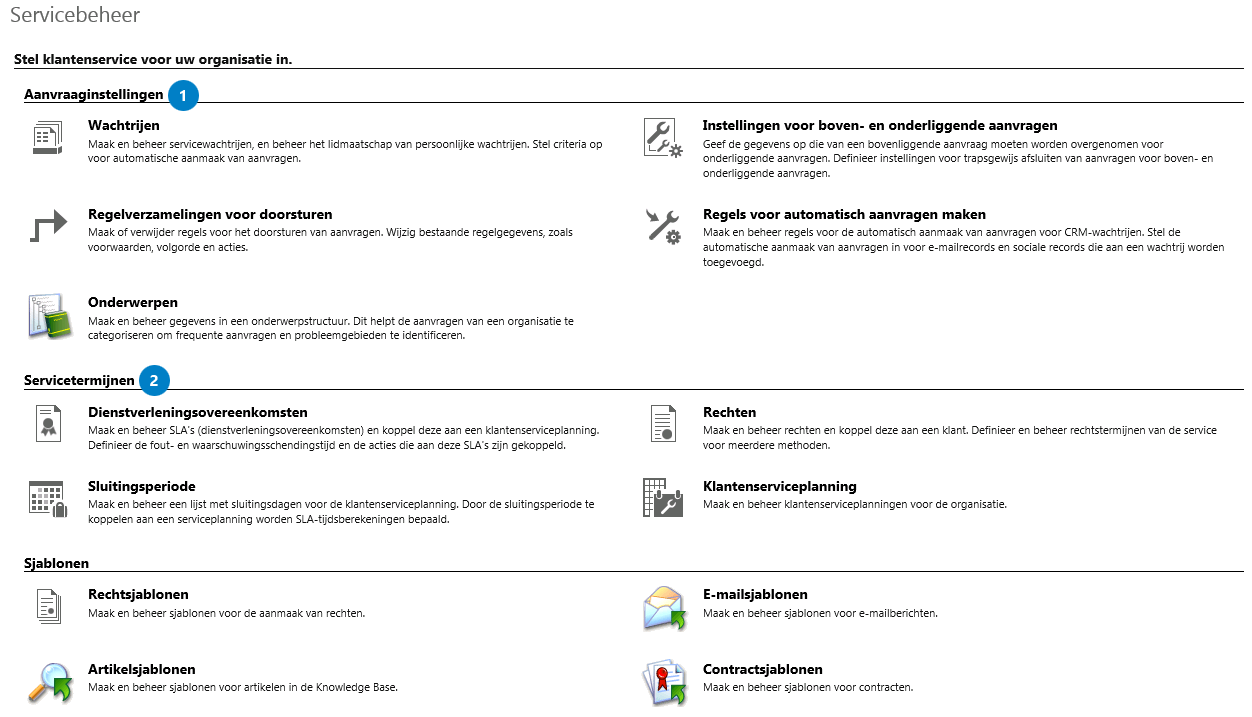 Servicebeheer
Stel klantenservice voor uw organisatie in.
Aanvraaginstellingen 1
Wachtrijen
Maak en beheer servicewachtrijen, en beheer het lidmaatschap van persoonlijke wachtrijen. Stel criteria op
voor automatische aanmaak van aanvragen.
Instellingen voor boven- en onderliggende aanvragen
Geef de gegevens op die van een bovenliggende aanvraag moeten worden overgenomen voor
onderliggende aanvragen. Definieer instellingen voor trapsgewijs afsluiten van aanvragen voor boven- en
onderliggende aanvragen.
Regelverzamelingen voor doorsturen
Maak of verwijder regels voor het doorsturen van aanvragen. Wijzig bestaande regelgegevens, zoals
voorwaarden, volgorde en acties.
Regels voor automatisch aanvragen maken
Maak en beheer regels voor de automatisch aanmaak van aanvragen voor CRM-wachtrijen. Stel de
automatische aanmaak van aanvragen in voor e-mailrecords en sociale records die aan een wachtrij worden
toegevoegd.
Onderwerpen
Maak en beheer gegevens in een onderwerpstructuur. Dit helpt de aanvragen van een organisatie te
categoriseren om frequente aanvragen en probleemgebieden te identificeren.
Servicetermijnen 2
Dienstverleningsovereenkomsten
Maak en beheer SLA's (dienstverleningsovereenkomsten) en koppel deze aan een klantenserviceplanning.
Definieer de fout- en waarschuwingsschendingstijd en de acties die aan deze SLA's zijn gekoppeld.
Rechten
Maak en beheer rechten en koppel deze aan een klant. Definieer en beheer rechtstermijnen van de service
voor meerdere methoden.
Sluitingsperiode
Maak en beheer een lijst met sluitingsdagen voor de klantenserviceplanning. Door de sluitingsperiode te
koppelen aan een serviceplanning worden SLA-tijdsberekeningen bepaald.
Klantenserviceplanning
Maak en beheer klantenserviceplanningen voor de organisatie.
Sjablonen
Rechtsjablonen
Maak en beheer sjablonen voor de aanmaak van rechten.
E-mailsjablonen
Maak en beheer sjablonen voor e-mailberichten.
Artikelsjablonen
Maak en beheer sjablonen voor artikelen in de Knowledge Base.
Contractsjablonen
Maak en beheer sjablonen voor contracten.